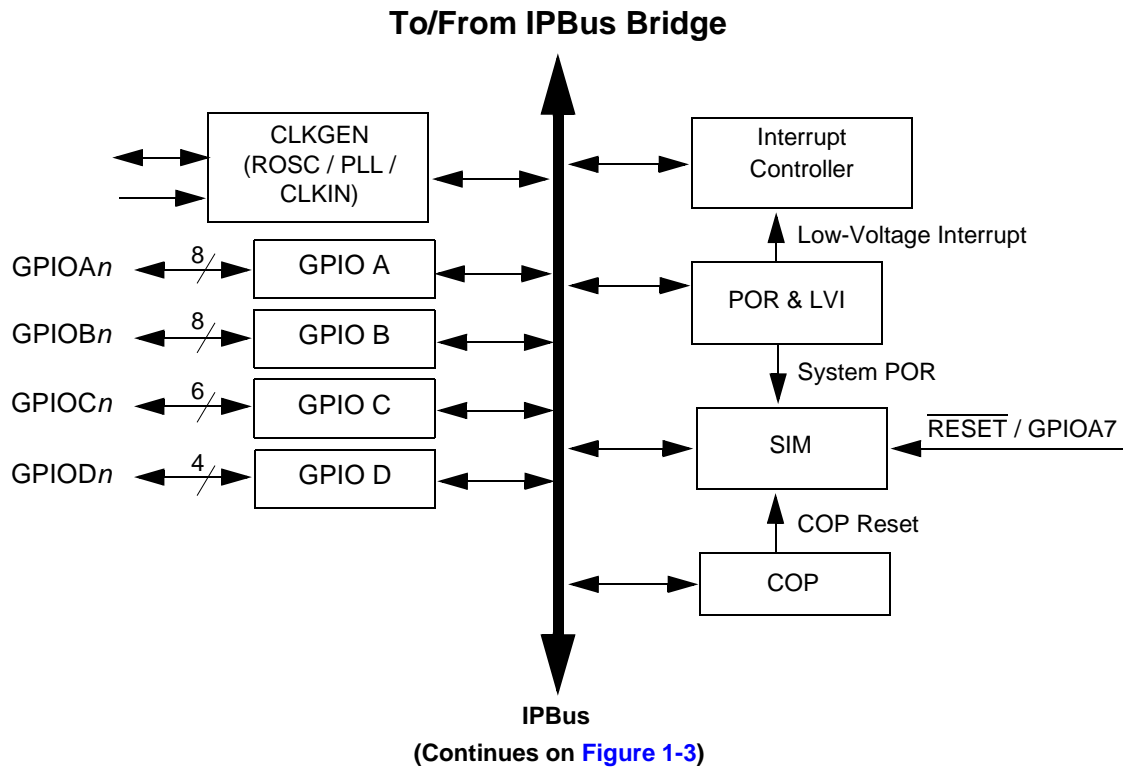 To/From IPBus Bridge
CLKGEN
(ROSC / PLL /
CLKIN)
Interrupt
Controller
Low-Voltage Interrupt
GPIOAn
8
GPIO A
POR & LVI
GPIOBn
8
GPIO B
System POR
GPIOCn
6
GPIO C
SIM
RESET / GPIOA7
GPIODn
4
GPIO D
COP Reset
COP
IPBus
(Continues on Figure 1-3)